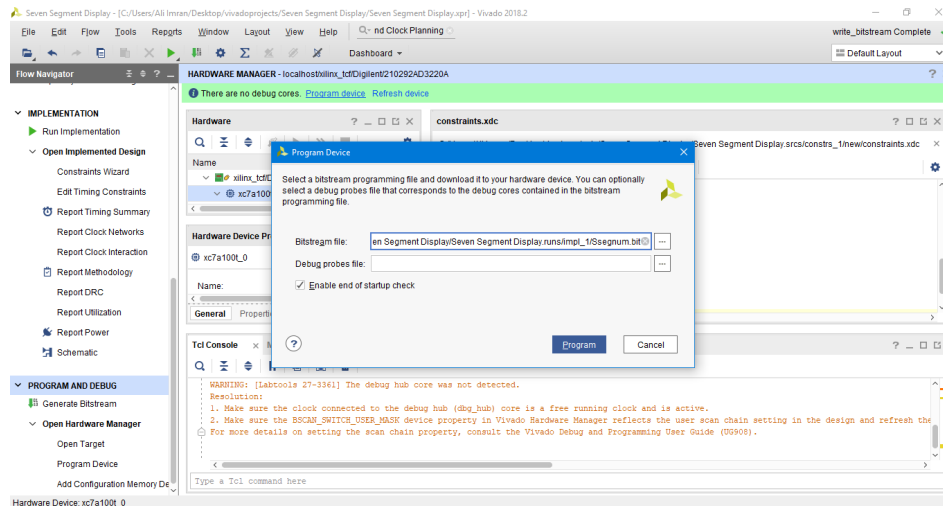 Seven Segment Display - [C:/Users/Ali Imran/Desktop/vivadoprojects/Seven Segment Display/Seven Segment Display.xpr] - Vivado 2018.2
File Edit Flow Tools Reports Window Layout View Help nd Clock Planning
write_bitstream Complete
Dashboard
Default Layout
Flow Navigator
HARDWARE MANAGER - localhost/xilinx_tcf/Digilent/210292AD3220A
There are no debug cores. Program device Refresh device
IMPLEMENTATION
Run Implementation
Open Implemented Design
Constraints Wizard
Edit Timing Constraints
Report Timing Summary
Report Clock Networks
Report Clock Interaction
Report Methodology
Report DRC
Report Utilization
Report Power
Schematic
PROGRAM AND DEBUG
Generate Bitstream
Open Hardware Manager
Open Target
Program Device
Add Configuration Memory De
Hardware
Name
xilinx_tcf/D
xc7a100t
Hardware Device Pr
xc7a100t_0
Name:
General Properti
constraints.xdc
Seven Segment Display.srcs/constrs_1/new/constraints.xdc
Program Device
Select a bitstream programming file and download it to your hardware device. You can optionally
select a debug probes file that corresponds to the debug cores contained in the bitstream
programming file.
Bitstream file: en Segment Display/Seven Segment Display.runs/impl_1/Ssegnum.bit
Debug probes file:
Enable end of startup check
Program Cancel
Tcl Console
WARNING: [Labtools 27-3361] The debug hub core was not detected.
Resolution:
1. Make sure the clock connected to the debug hub (dbg_hub) core is a free running clock and is active.
2. Make sure the BSCAN_SWITCH_USER_MASK device property in Vivado Hardware Manager reflects the user scan chain setting in the design and refresh the
For more details on setting the scan chain property, consult the Vivado Debug and Programming User Guide (UG908).
Type a Tcl command here
Hardware Device: xc7a100t_0